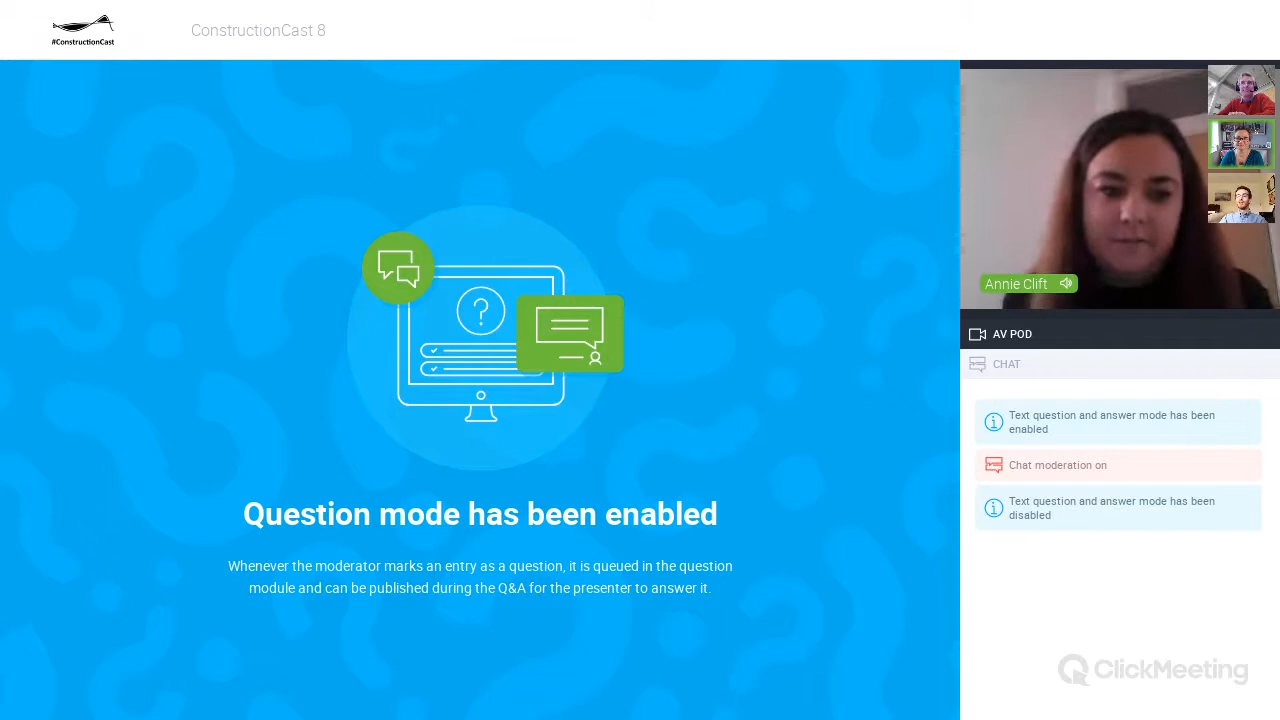 #ConstructionCast
ConstructionCast 8
Question mode has been enabled
Whenever the moderator marks an entry as a question, it is queued in the question
module and can be published during the Q&A for the presenter to answer it.
Annie Clift
AV POD
CHAT
Text question and answer mode has been
enabled
Chat moderation on
Text question and answer mode has been
disabled
ClickMeeting